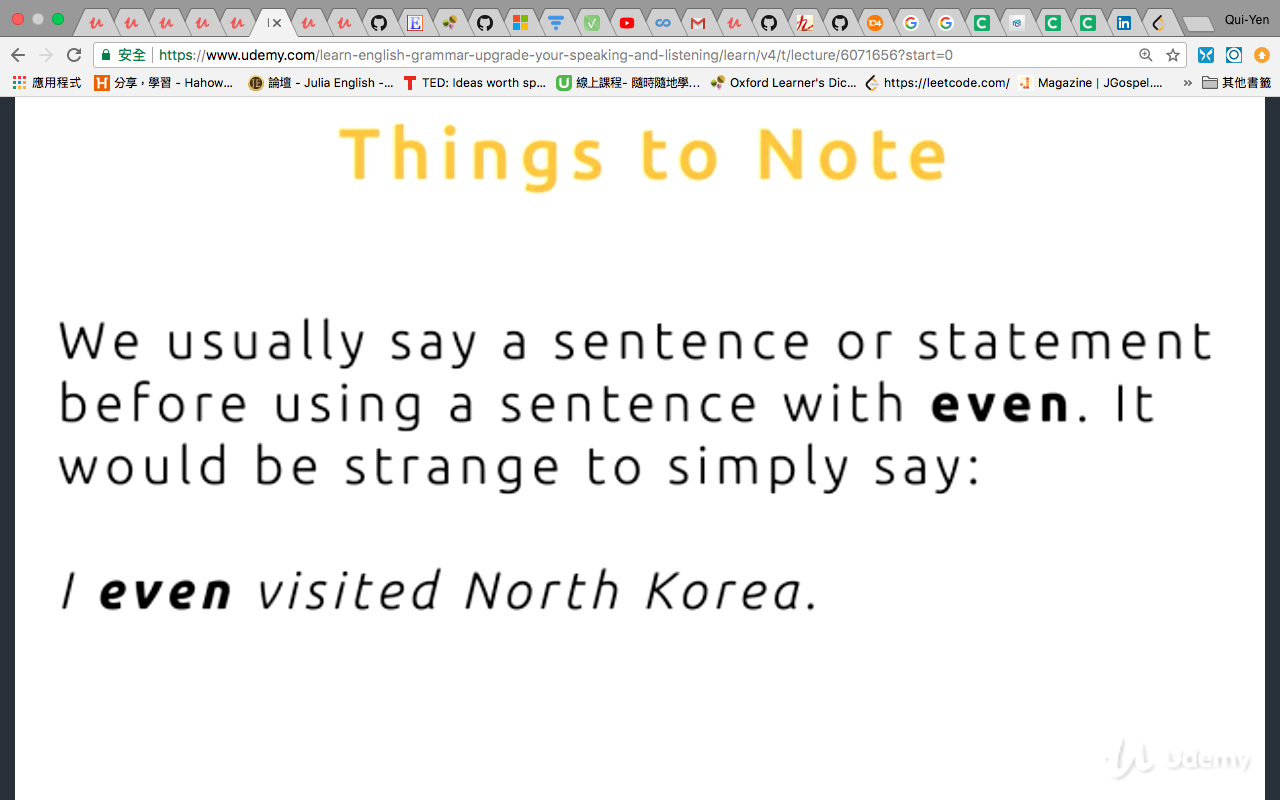 Qui-Yen
安全 https://www.udemy.com/learn-english-grammar-upgrade-your-speaking-and-listening/learn/v4/t/lecture/6071656?start=0
應用程式 分享，學習 - Hahow... 論壇 - Julia English -... TED: Ideas worth sp... 線上課程- 隨時隨地學... Oxford Learner's Dic... https://leetcode.com/ Magazine | JGospel.... » 其他書籤
Things to Note
We usually say a sentence or statement
before using a sentence with even. It
would be strange to simply say:
I even visited North Korea.
Udemy